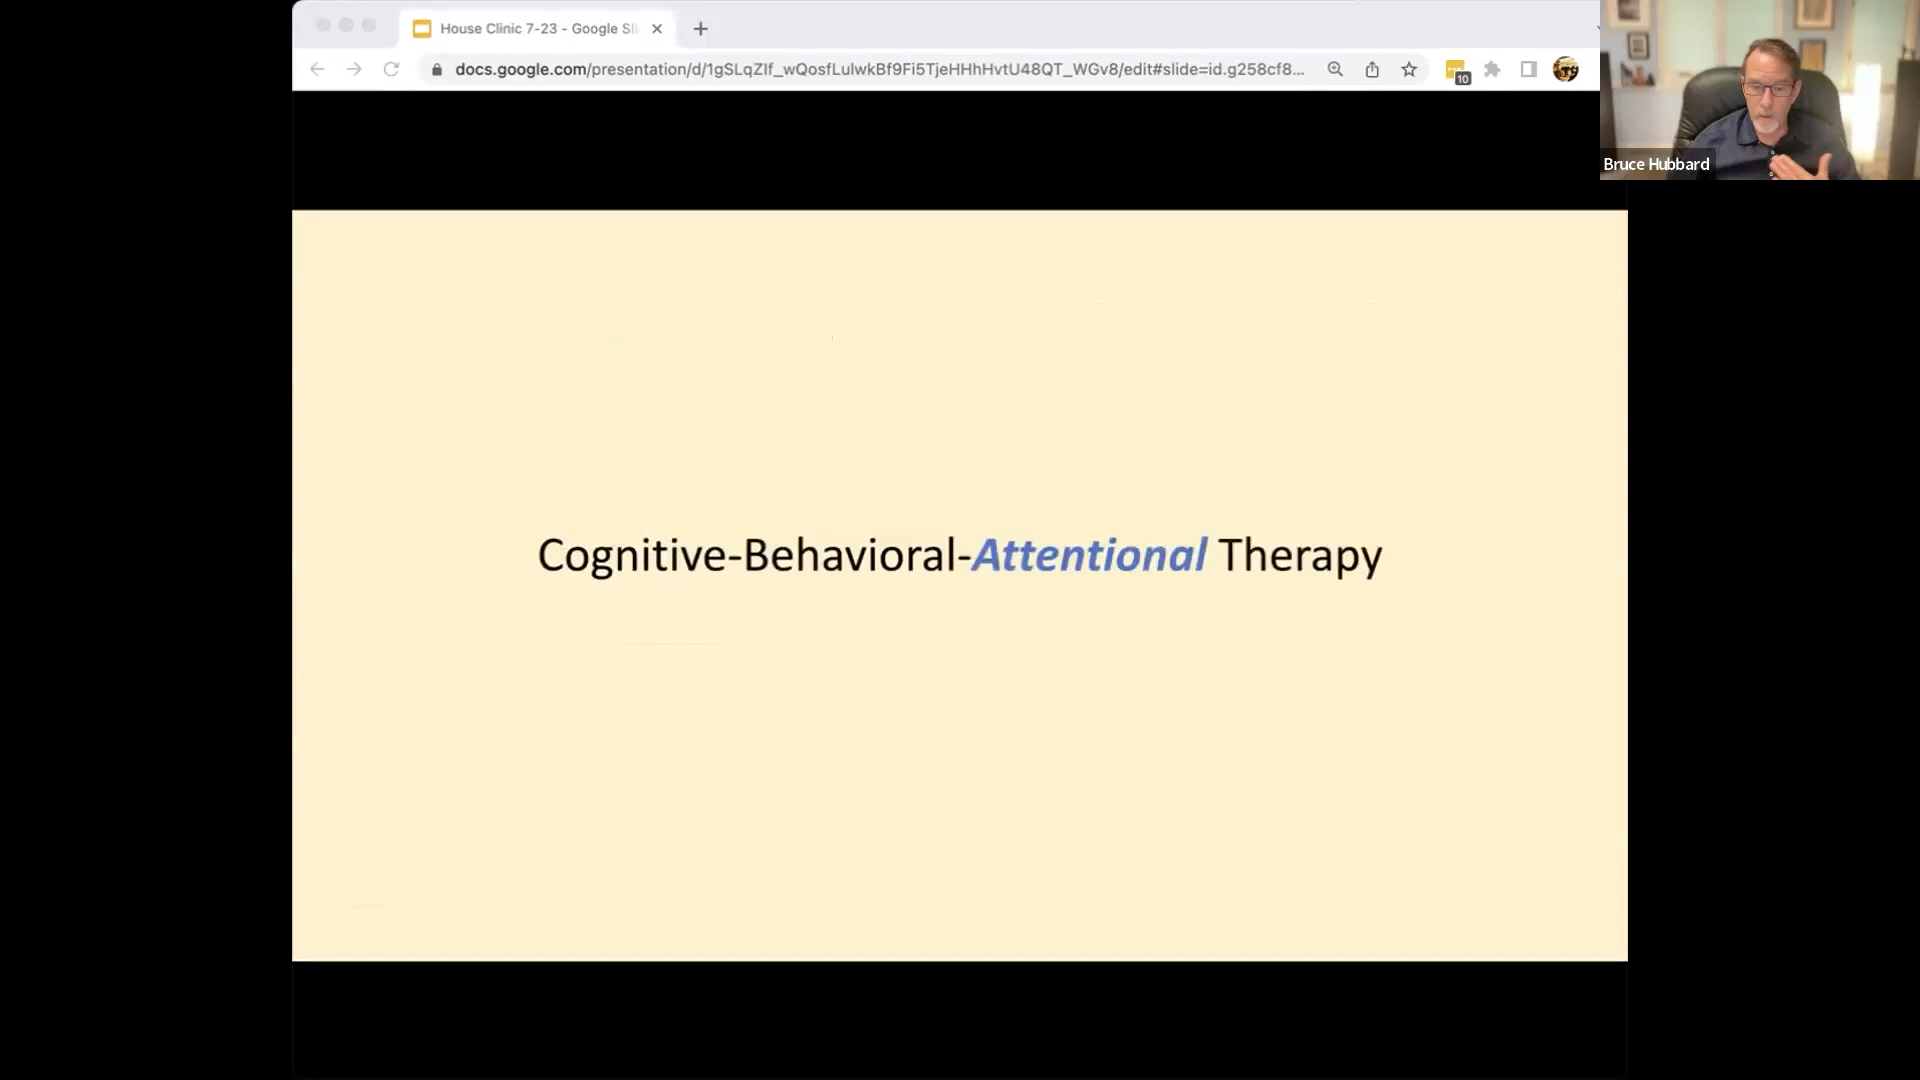 House Clinic 7-23 - Google Sli
docs.google.com/presentation/d/1gSLqZIf_wQosfLulwkBf9Fi5TjeHHhHvtU48QT_WGv8/edit#slide=id.g258cf8...
10
Bruce Hubbard
Cognitive-Behavioral-Attentional Therapy